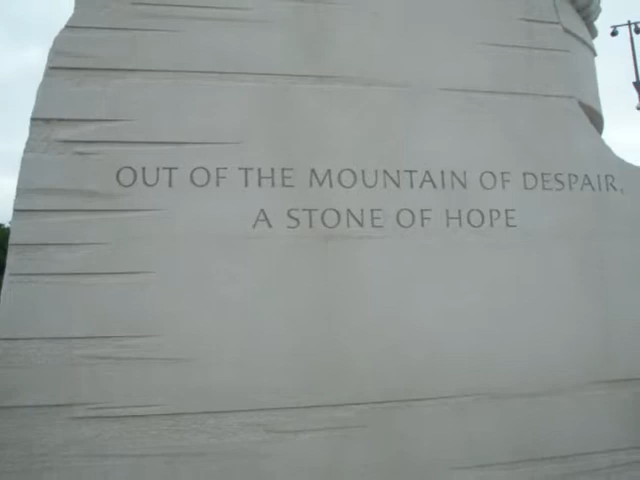 OUT OF THE MOUNTAIN OF DESPAIR,
A STONE OF HOPE